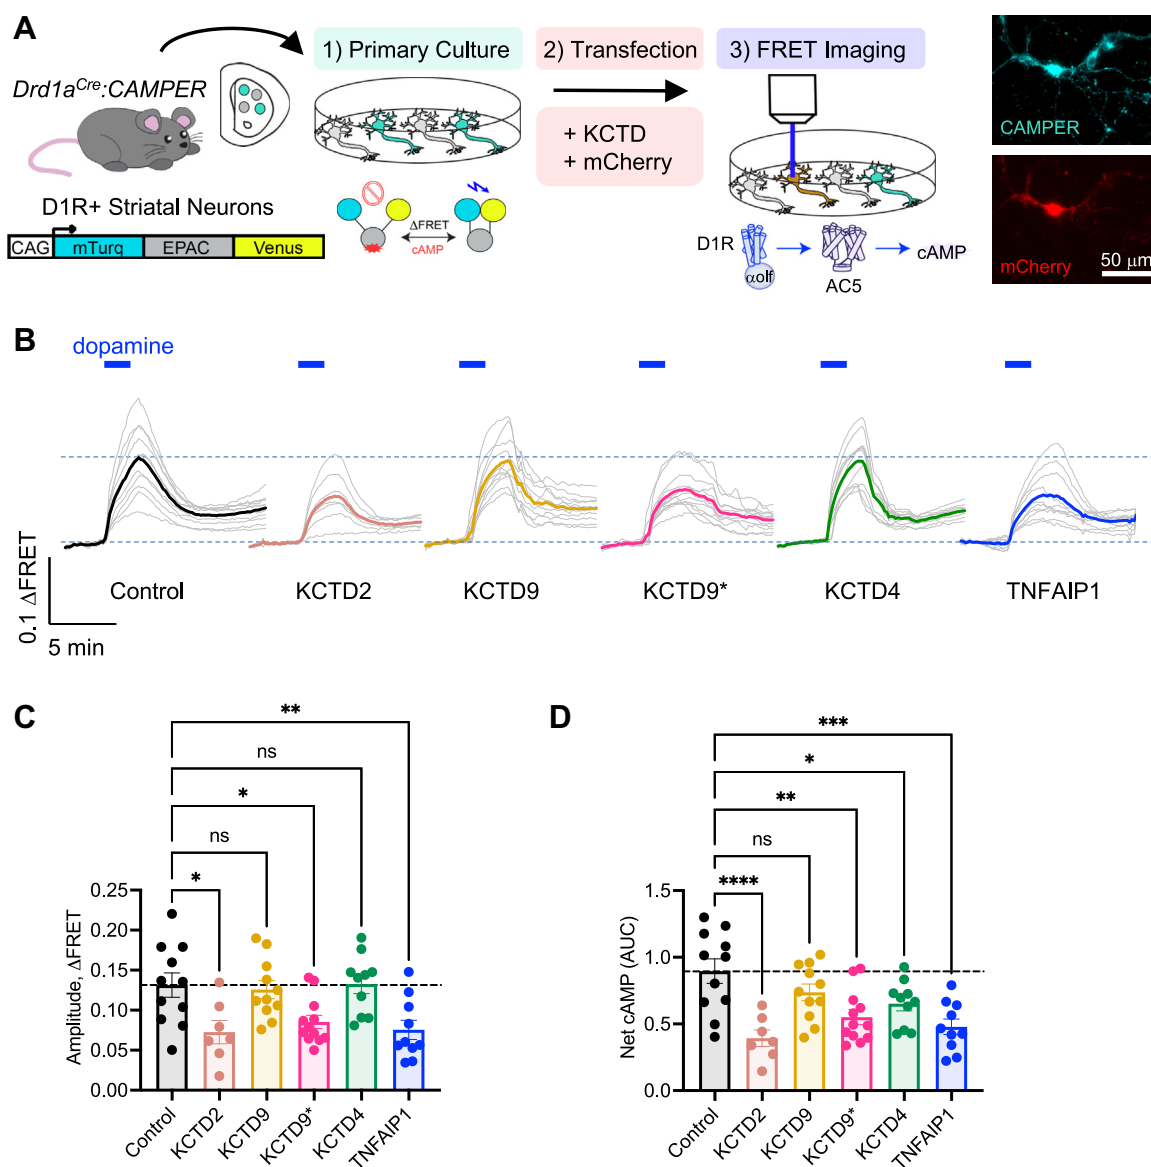 A
1) Primary Culture
2) Transfection
3) FRET Imaging
Drd1a^Cre:CAMPER
+ KCTD
+ mCherry
CAMPER
D1R+ Striatal Neurons
CAG
mTurq
EPAC
Venus
ΔFRET
cAMP
D1R
αolf
AC5
cAMP
mCherry
50 μm
B
dopamine
0.1 ΔFRET
5 min
Control
KCTD2
KCTD9
KCTD9*
KCTD4
TNFAIP1
C
**
ns
*
ns
*
Amplitude, ΔFRET
0.25
0.20
0.15
0.10
0.05
0.00
Control
KCTD2
KCTD9
KCTD9*
KCTD4
TNFAIP1
D
***
*
**
ns
****
Net cAMP (AUC)
1.5
1.0
0.5
0.0
Control
KCTD2
KCTD9
KCTD9*
KCTD4
TNFAIP1